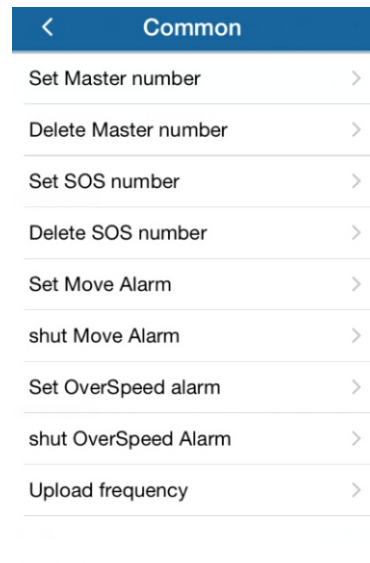 Common
Set Master number
Delete Master number
Set SOS number
Delete SOS number
Set Move Alarm
shut Move Alarm
Set OverSpeed alarm
shut OverSpeed Alarm
Upload frequency